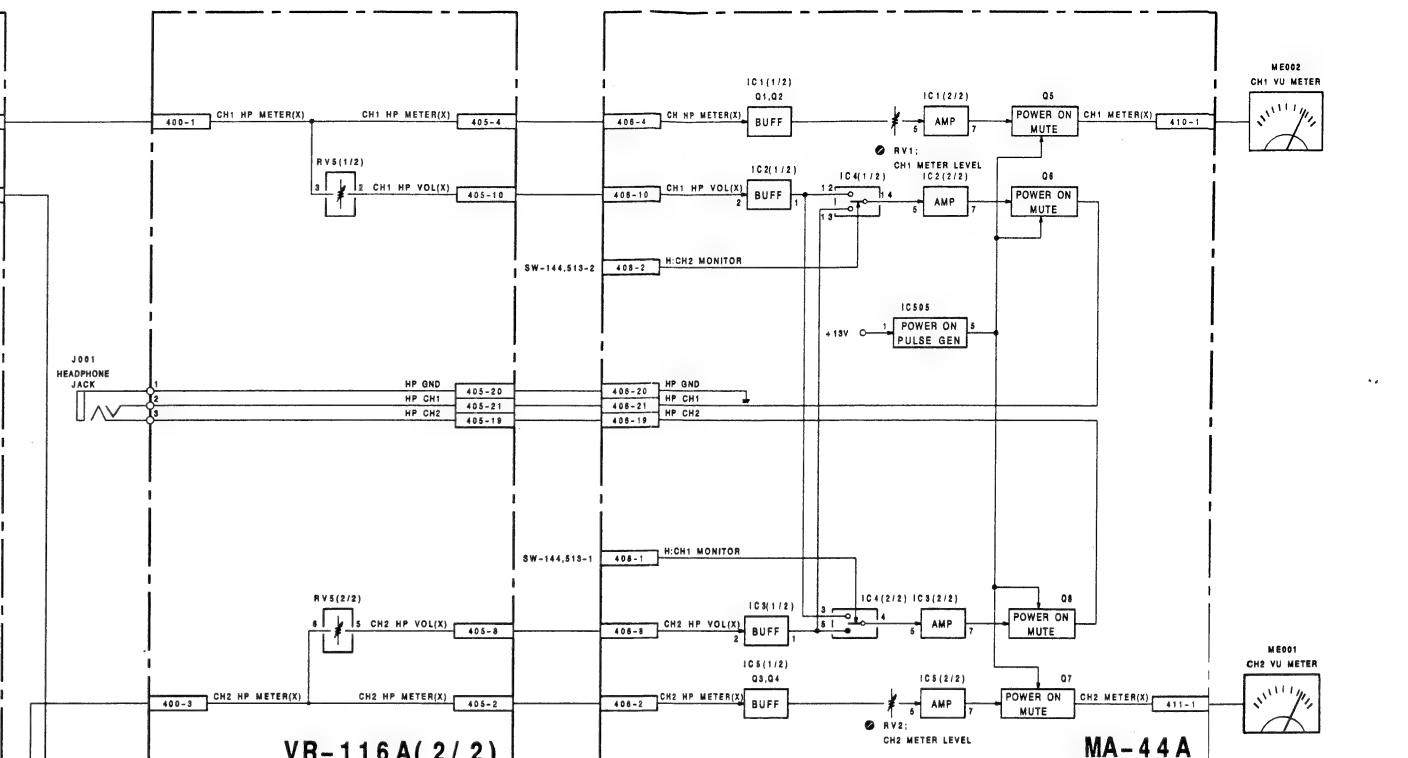 ME002
CH1 VU METER
IC1(1/2)
Q1,Q2
BUFF
IC1(2/2)
AMP
5
7
Q5
POWER ON
MUTE
400-1
CH1 HP METER(X)
CH1 HP METER(X)
405-4
406-4
CH HP METER(X)
CH1 METER(X)
410-1
RV1;
CH1 METER LEVEL
RV5(1/2)
3
2
CH1 HP VOL(X)
405-10
406-10
CH1 HP VOL(X)
2
IC2(1/2)
BUFF
1
IC4(1/2)
12
13
14
IC2(2/2)
AMP
5
7
Q6
POWER ON
MUTE
SW-144,513-2
408-2
H:CH2 MONITOR
IC505
+13V
1
POWER ON
PULSE GEN
5
J001
HEADPHONE
JACK
1
2
3
HP GND
405-20
406-20
HP GND
HP CH1
405-21
406-21
HP CH1
HP CH2
405-19
406-19
HP CH2
SW-144,513-1
408-1
H:CH1 MONITOR
RV5(2/2)
6
5
CH2 HP VOL(X)
405-8
406-8
CH2 HP VOL(X)
2
IC3(1/2)
BUFF
1
3
5
4
IC4(2/2)
IC3(2/2)
AMP
5
7
Q8
POWER ON
MUTE
ME001
CH2 VU METER
400-3
CH2 HP METER(X)
CH2 HP METER(X)
405-2
406-2
CH2 HP METER(X)
IC5(1/2)
Q3,Q4
BUFF
IC5(2/2)
AMP
5
7
Q7
POWER ON
MUTE
CH2 METER(X)
411-1
RV2;
CH2 METER LEVEL
VR-116A(2/2)
MA-44A